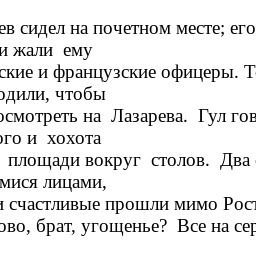 ев сидел на почетном месте; его
и жали ему
ские и французские офицеры. Т
одили, чтобы
осмотреть на Лазарева. Гул гов
ого и хохота
площади вокруг столов. Два
мися лицами,
и счастливые прошли мимо Рост
ово, брат, угощенье? Все на сер